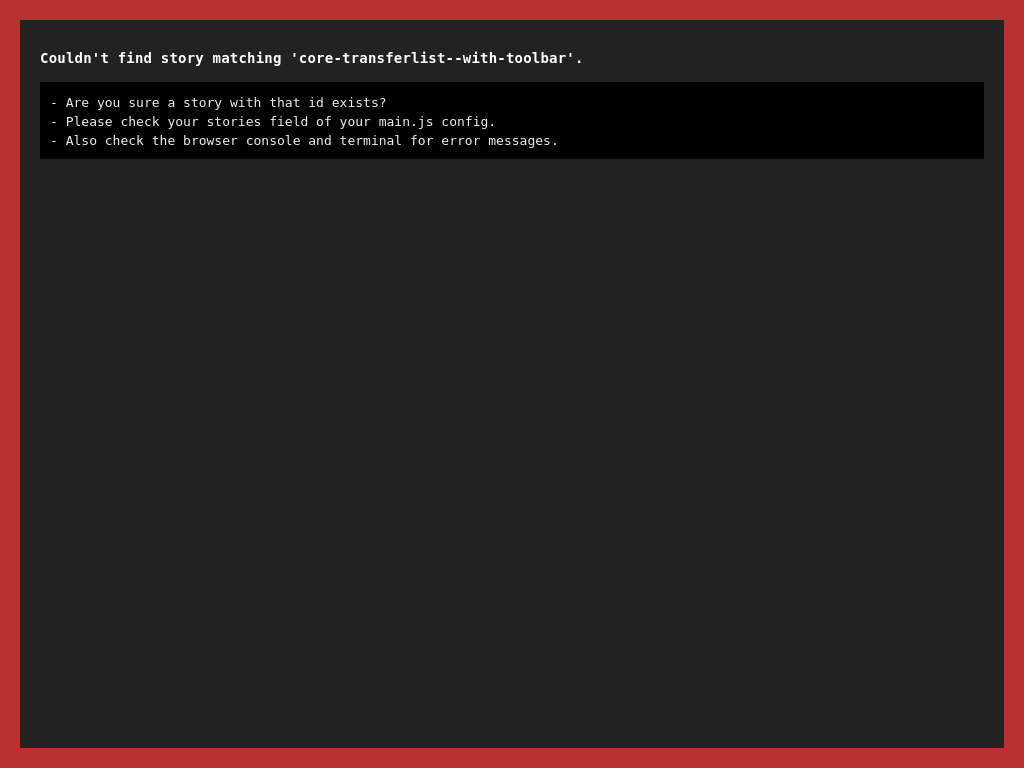 Couldn't find story matching 'core-transferlist--with-toolbar'.
- Are you sure a story with that id exists?
- Please check your stories field of your main.js config.
- Also check the browser console and terminal for error messages.